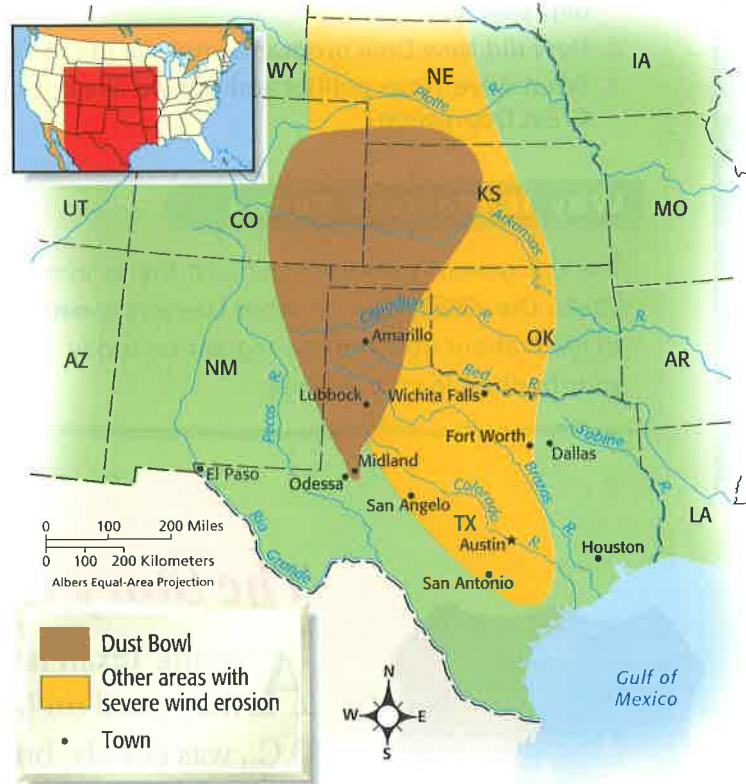 WY
NE
IA
Platte R.
UT
CO
KS
MO
Arkansas
R.
Canadian R.
Amarillo
OK
AZ
NM
Red R.
AR
Pecos R.
Lubbock
Wichita Falls
Fort Worth
Dallas
Sabine R.
Brazos R.
El Paso
Odessa
Midland
San Angelo
Colorado R.
TX
LA
Austin
Houston
San Antonio
Rio Grande
0 100 200 Miles
0 100 200 Kilometers
Albers Equal-Area Projection
Dust Bowl
Other areas with
severe wind erosion
Town
N
W E
S
Gulf of
Mexico